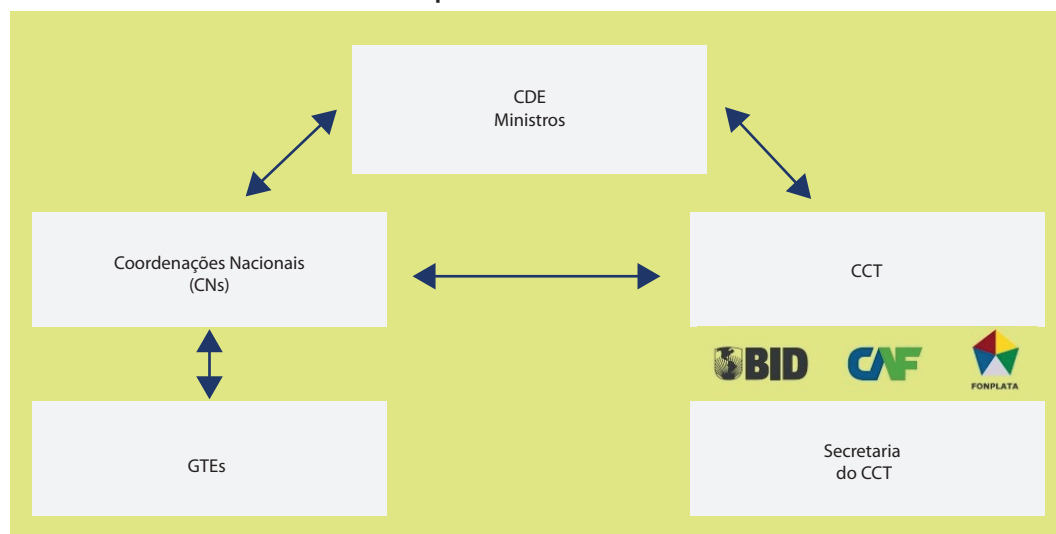 CDE
Ministros
Coordenações Nacionais
(CNs)
CCT
BID
CAF
FONPLATA
GTEs
Secretaria
do CCT